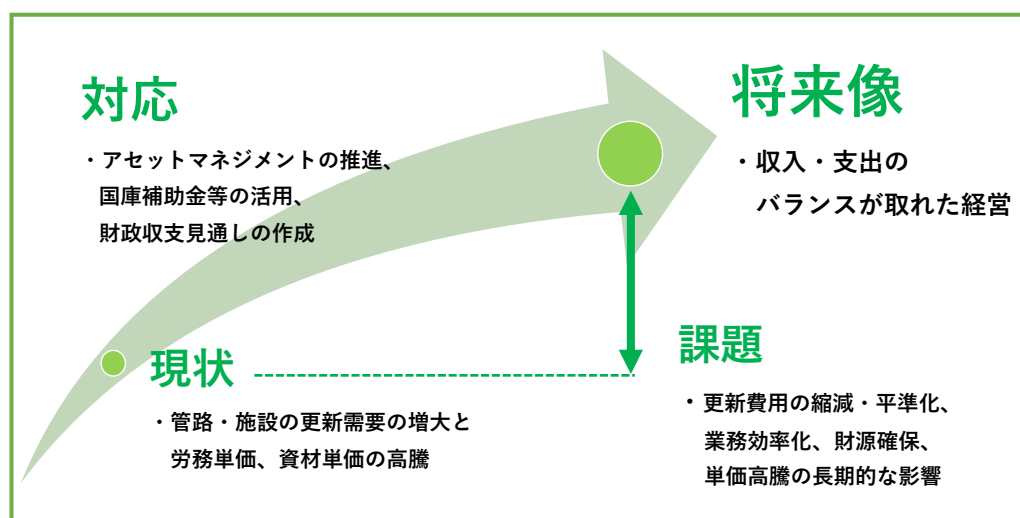 対応
・アセットマネジメントの推進、
国庫補助金等の活用、
財政収支見通しの作成
将来像
・収入・支出の
バランスが取れた経営
現状
・管路・施設の更新需要の増大と
労務単価、資材単価の高騰
課題
・更新費用の縮減・平準化、
業務効率化、財源確保、
単価高騰の長期的な影響